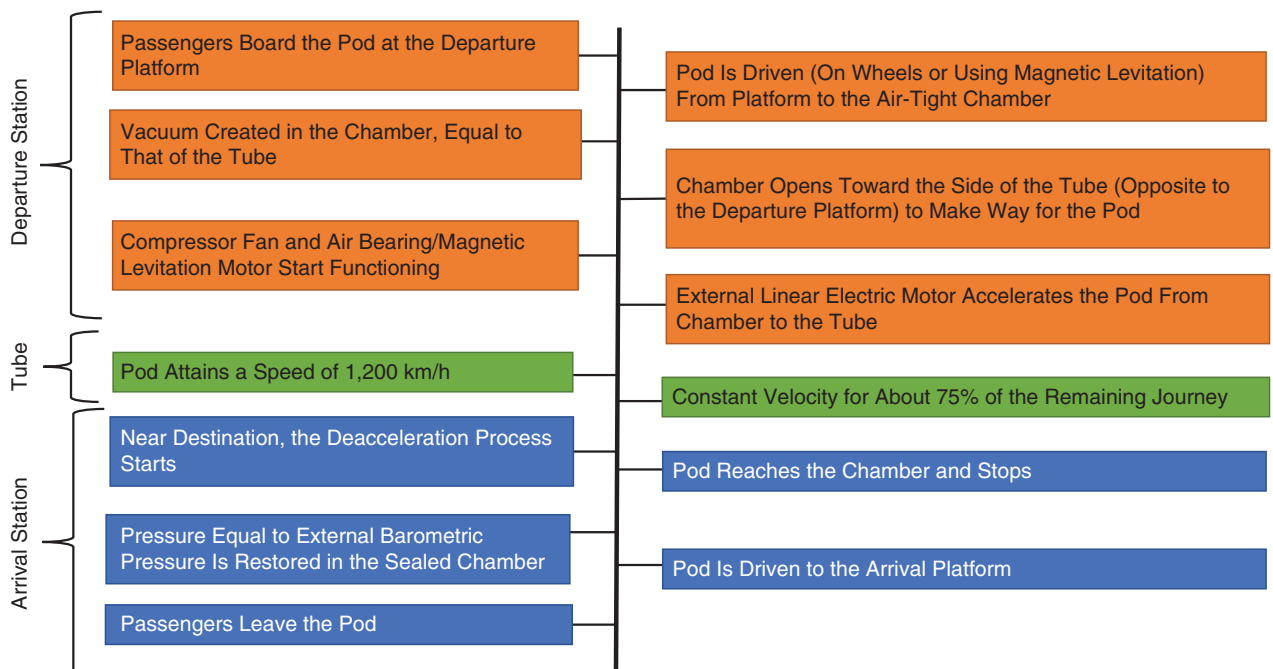 Departure Station
Passengers Board the Pod at the Departure
Platform
Pod Is Driven (On Wheels or Using Magnetic Levitation)
From Platform to the Air-Tight Chamber
Vacuum Created in the Chamber, Equal to
That of the Tube
Chamber Opens Toward the Side of the Tube (Opposite to
the Departure Platform) to Make Way for the Pod
Compressor Fan and Air Bearing/Magnetic
Levitation Motor Start Functioning
External Linear Electric Motor Accelerates the Pod From
Chamber to the Tube
Tube
Pod Attains a Speed of 1,200 km/h
Constant Velocity for About 75% of the Remaining Journey
Arrival Station
Near Destination, the Deacceleration Process
Starts
Pod Reaches the Chamber and Stops
Pressure Equal to External Barometric
Pressure Is Restored in the Sealed Chamber
Pod Is Driven to the Arrival Platform
Passengers Leave the Pod